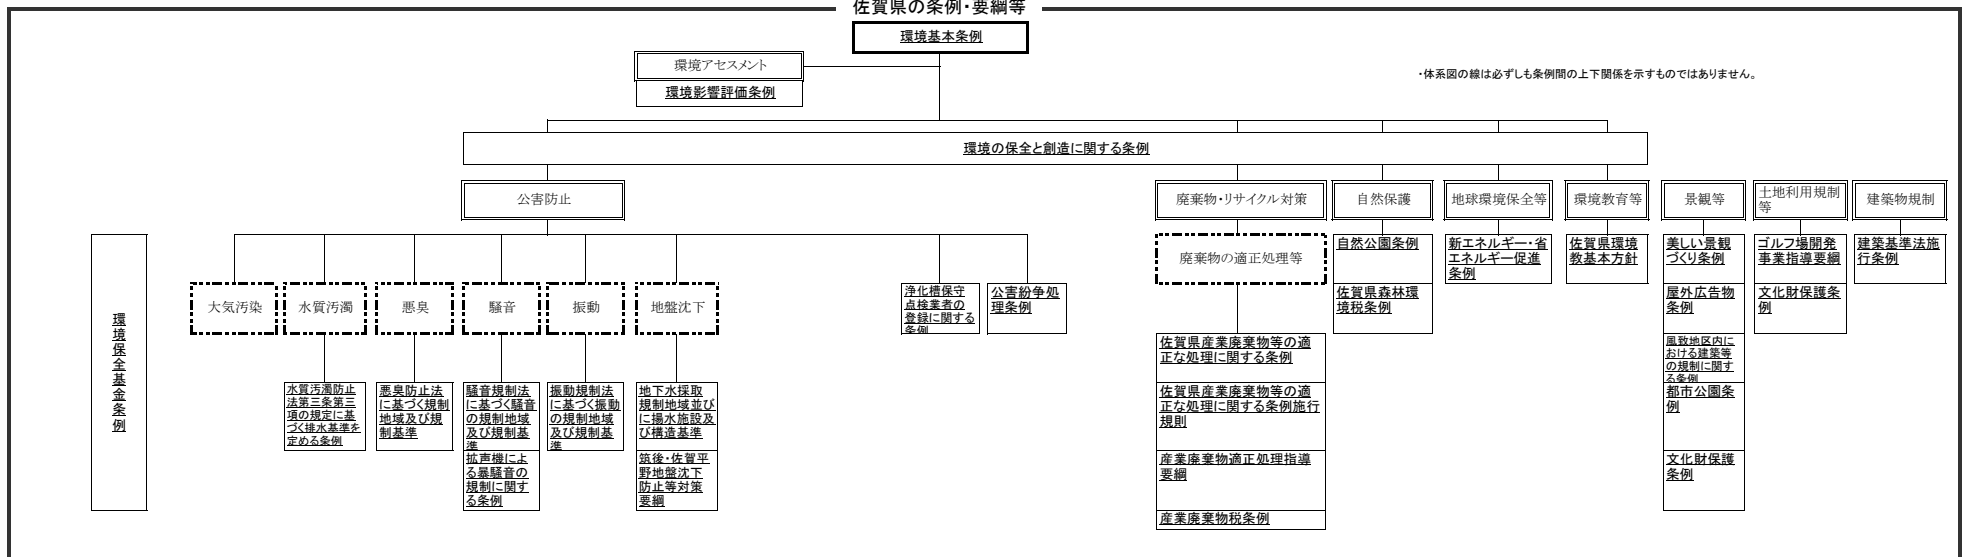 佐賀県の条例・要綱等
環境基本条例
環境アセスメント
環境影響評価条例
・体系図の線は必ずしも条例間の上下関係を示すものではありません。
環境の保全と創造に関する条例
公害防止
廃棄物・リサイクル対策
自然保護
地球環境保全等
環境教育等
景観等
土地利用規制
等
建築物規制
環境保全基金条例
大気汚染
水質汚濁
悪臭
騒音
振動
地盤沈下
水質汚濁防止
法第三条第三
項の規定に基
づく排水基準を
定める条例
悪臭防止法
に基づく規制
地域及び規
制基準
騒音規制法
に基づく騒音
の規制地域
及び規制基
準
拡声機によ
る暴騒音の
規制に関す
る条例
振動規制法
に基づく振動
の規制地域
及び規制基
準
地下水採取
規制地域並び
に揚水施設及
び構造基準
筑後・佐賀平
野地盤沈下
防止等対策
要綱
浄化槽保守
点検業者の
登録に関する
条例
公害紛争処
理条例
廃棄物の適正処理等
佐賀県産業廃棄物等の適
正な処理に関する条例
佐賀県産業廃棄物等の適
正な処理に関する条例施行
規則
産業廃棄物適正処理指導
要綱
産業廃棄物税条例
自然公園条例
佐賀県森林環
境税条例
新エネルギー・省
エネルギー促進
条例
佐賀県環境
教基本方針
美しい景観
づくり条例
屋外広告物
条例
風致地区内に
おける建築等
の規制に関す
る条例
都市公園条
例
文化財保護
条例
ゴルフ場開発
事業指導要綱
文化財保護条
例
建築基準法施
行条例